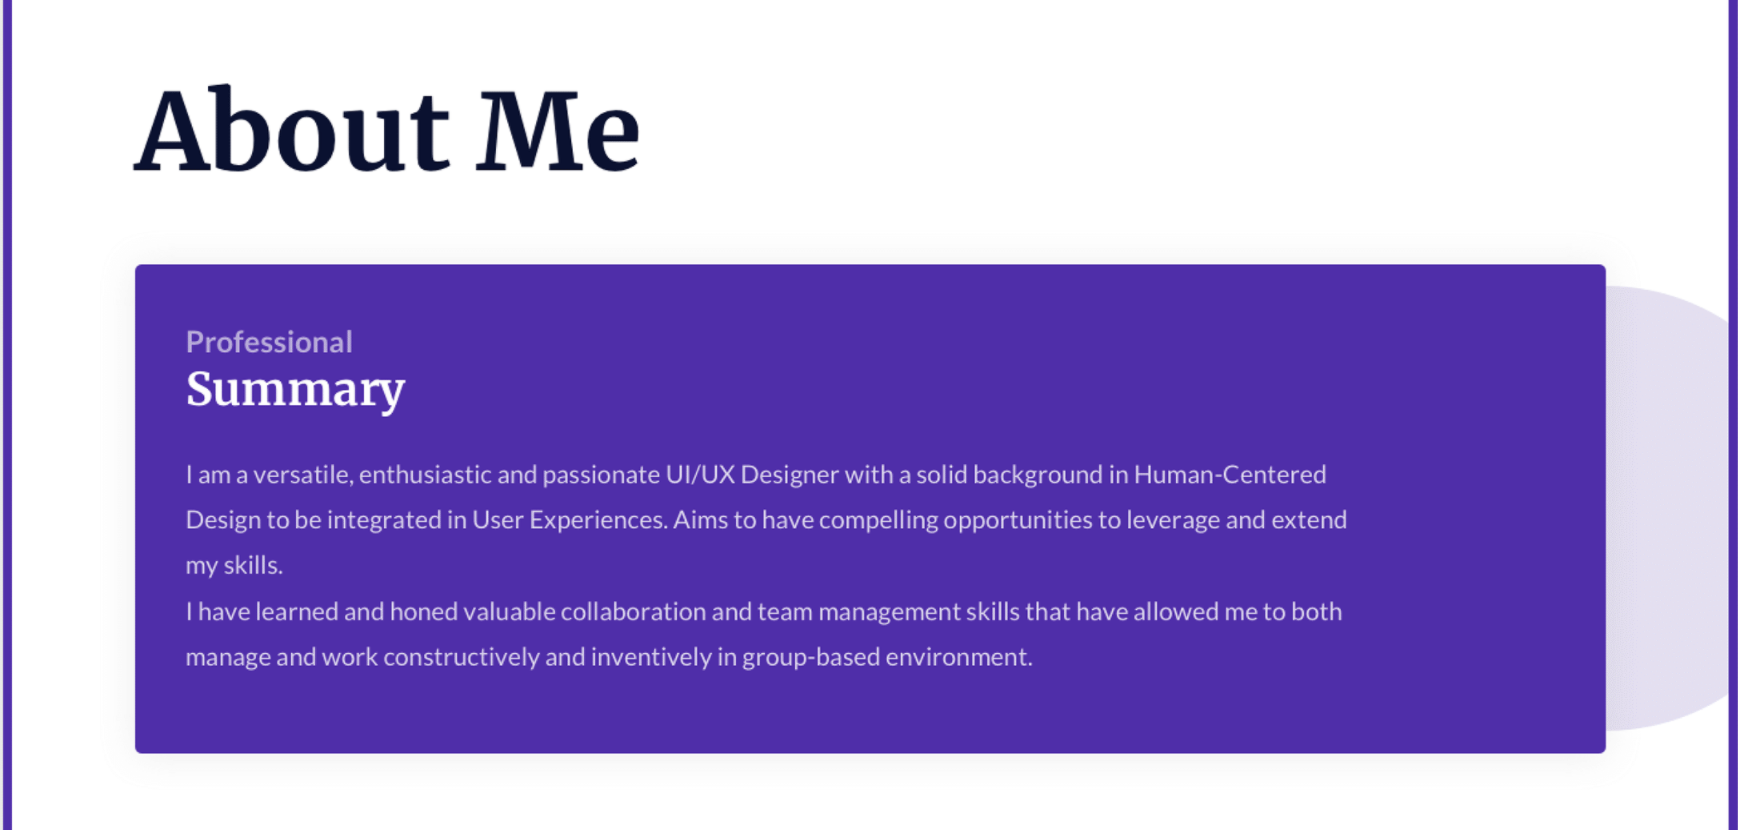 About Me
Professional
Summary
I am a versatile, enthusiastic and passionate UI/UX Designer with a solid background in Human-Centered
Design to be integrated in User Experiences. Aims to have compelling opportunities to leverage and extend
my skills.
I have learned and honed valuable collaboration and team management skills that have allowed me to both
manage and work constructively and inventively in group-based environment.